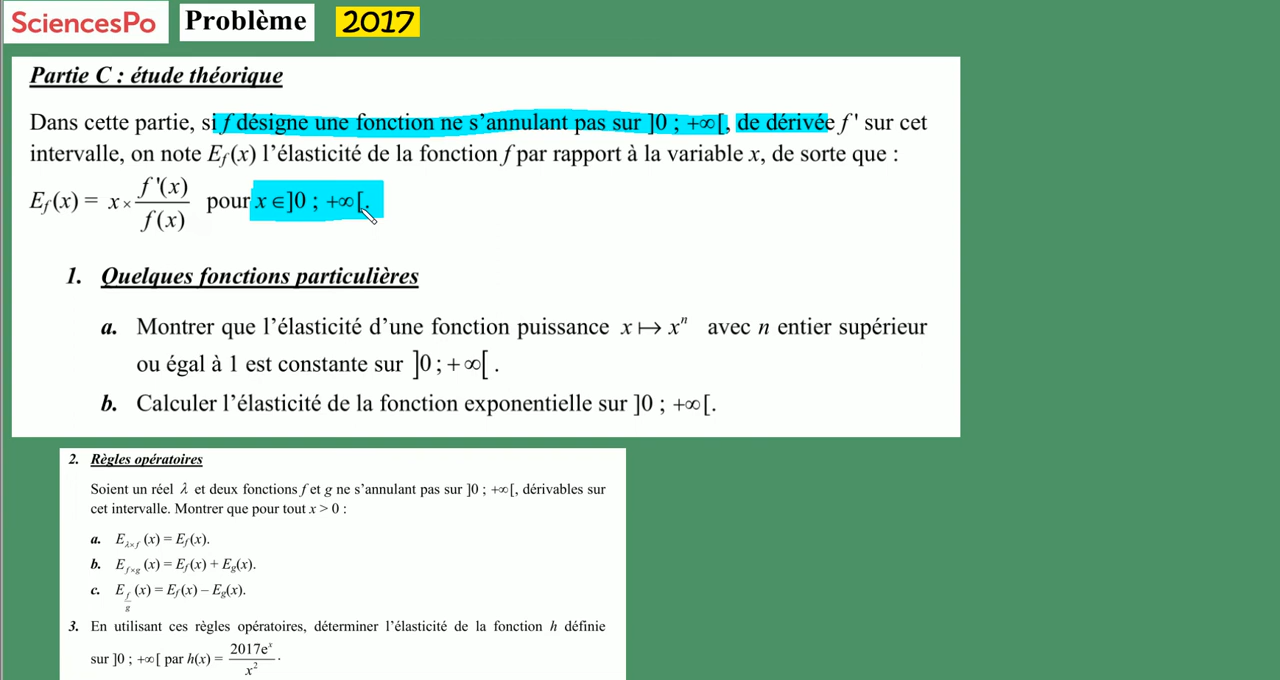 SciencesPo Problème 2017
Partie C : étude théorique
Dans cette partie, si f désigne une fonction ne s'annulant pas sur ]0 ; +∞[, de dérivée f ' sur cet
intervalle, on note E_f(x) l'élasticité de la fonction f par rapport à la variable x, de sorte que :
E_f(x) = x × f '(x) / f(x) pour x ∈ ]0 ; +∞[.
1. Quelques fonctions particulières
a. Montrer que l'élasticité d'une fonction puissance x ↦ xⁿ avec n entier supérieur
ou égal à 1 est constante sur ]0 ; +∞[.
b. Calculer l'élasticité de la fonction exponentielle sur ]0 ; +∞[.
2. Règles opératoires
Soient un réel λ et deux fonctions f et g ne s'annulant pas sur ]0 ; +∞[, dérivables sur
cet intervalle. Montrer que pour tout x > 0 :
a. E_{λ×f}(x) = E_f(x).
b. E_{f×g}(x) = E_f(x) + E_g(x).
c. E_{f/g}(x) = E_f(x) – E_g(x).
3. En utilisant ces règles opératoires, déterminer l'élasticité de la fonction h définie
sur ]0 ; +∞[ par h(x) = 2017eˣ / x².